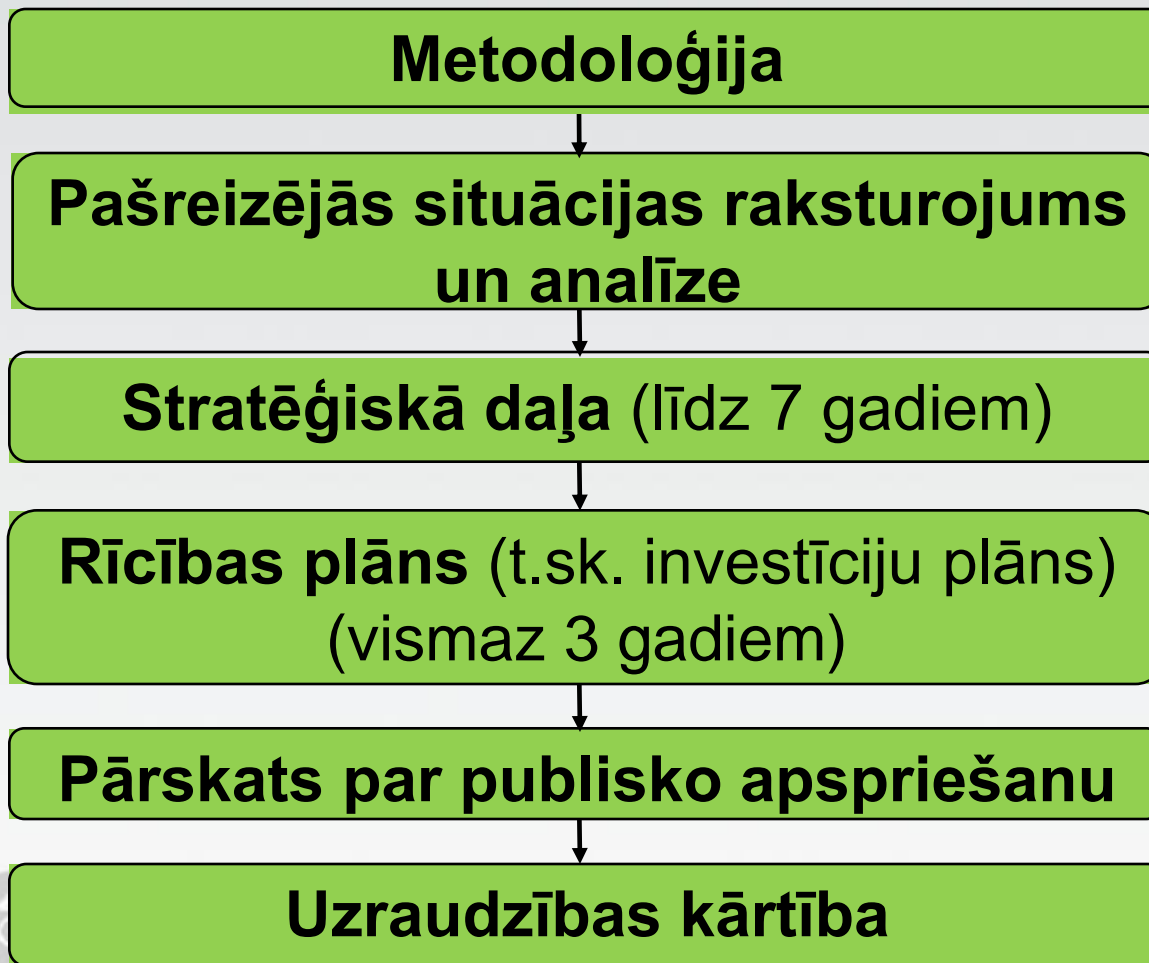 Metodoloģija
Pašreizējās situācijas raksturojums
un analīze
Stratēģiskā daļa (līdz 7 gadiem)
Rīcības plāns (t.sk. investīciju plāns)
(vismaz 3 gadiem)
Pārskats par publisko apspriešanu
Uzraudzības kārtība